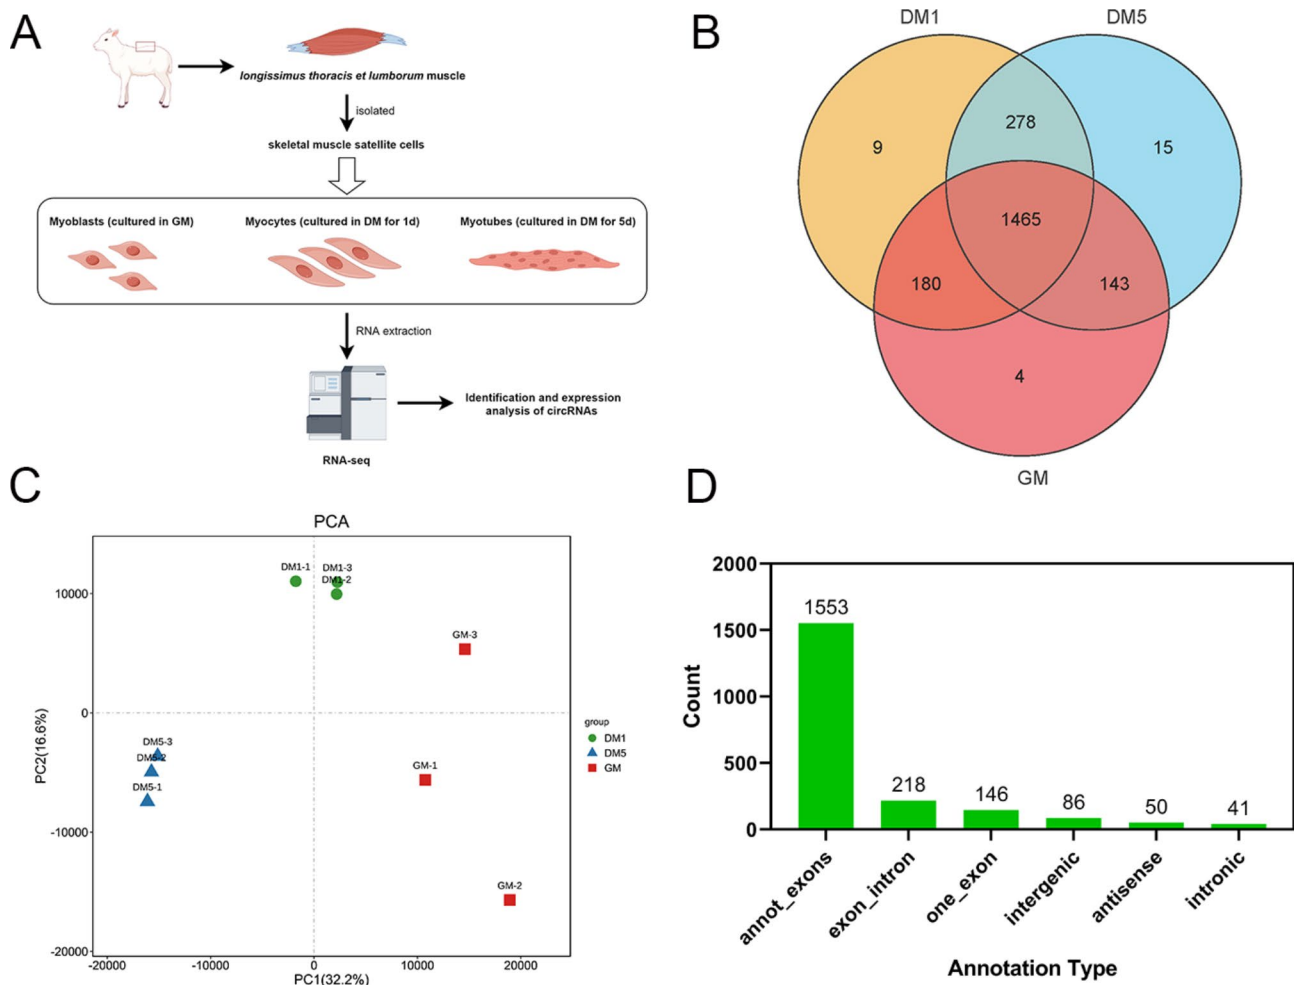 A
longissimus thoracis et lumborum muscle
isolated
skeletal muscle satellite cells
Myoblasts (cultured in GM)
Myocytes (cultured in DM for 1d)
Myotubes (cultured in DM for 5d)
RNA extraction
Identification and expression
analysis of circRNAs
RNA-seq
B
DM1
DM5
278
9
15
1465
180
143
4
GM
C
PCA
DM1-1
DM1-3
DM1-2
GM-3
DM5-3
DM5-2
DM5-1
GM-1
GM-2
10000
0
-10000
-20000
PC2(16.6%)
-20000
-10000
0
10000
20000
PC1(32.2%)
group
DM1
DM5
GM
D
2000
1500
1000
500
0
Count
1553
218
146
86
50
41
annot_exons
exon_intron
one_exon
intergenic
antisense
intronic
Annotation Type